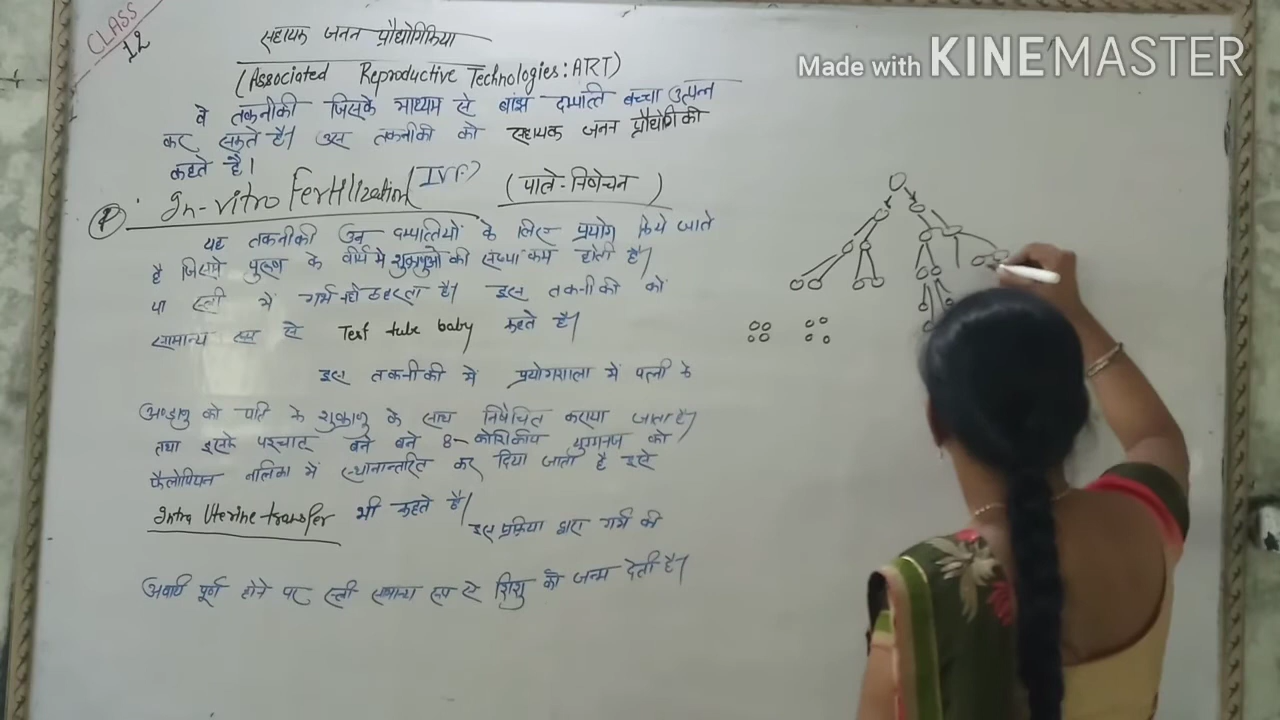 CLASS
12
Made with KINEMASTER
सहायक जनन प्रौद्योगिकिया
(Associated Reproductive Technologies: ART)
वे तकनीकी जिसके माध्यम से बांझ दम्पत्ति बच्चा उत्पन्न
कर सकते है। उस तकनीकी को सहायक जनन प्रौद्योगिकी
कहते है।
In-vitro Fertilization (IVF) (पात्रे-निषेचन)
यह तकनीकी उन दम्पत्तियों के लिए प्रयोग किये जाते
है जिसमे पुरूश के वीर्य मे शुक्राणुओ की संख्या कम होती है।
या स्त्री में गर्भ नही ठहरता है। इस तकनीकी को
सामान्य रूप से Test tube baby कहते है।
इस तकनीकी में प्रयोगशाला में पत्नी के
अण्डाणु को पति के शुक्राणु के साथ निषेचित कराया जाता है।
तथा इसके पश्चात् बने बने 8-कोशिकीय युग्मनज को
फैलोपियन नलिका में स्थानान्तरित कर दिया जाता है इसे
Intra Uterine transfer भी कहते है।
इस प्रक्रिया द्वारा गर्भ की
अवधि पूर्ण होने पर स्त्री समान्य रूप से शिशु को जन्म देती है।